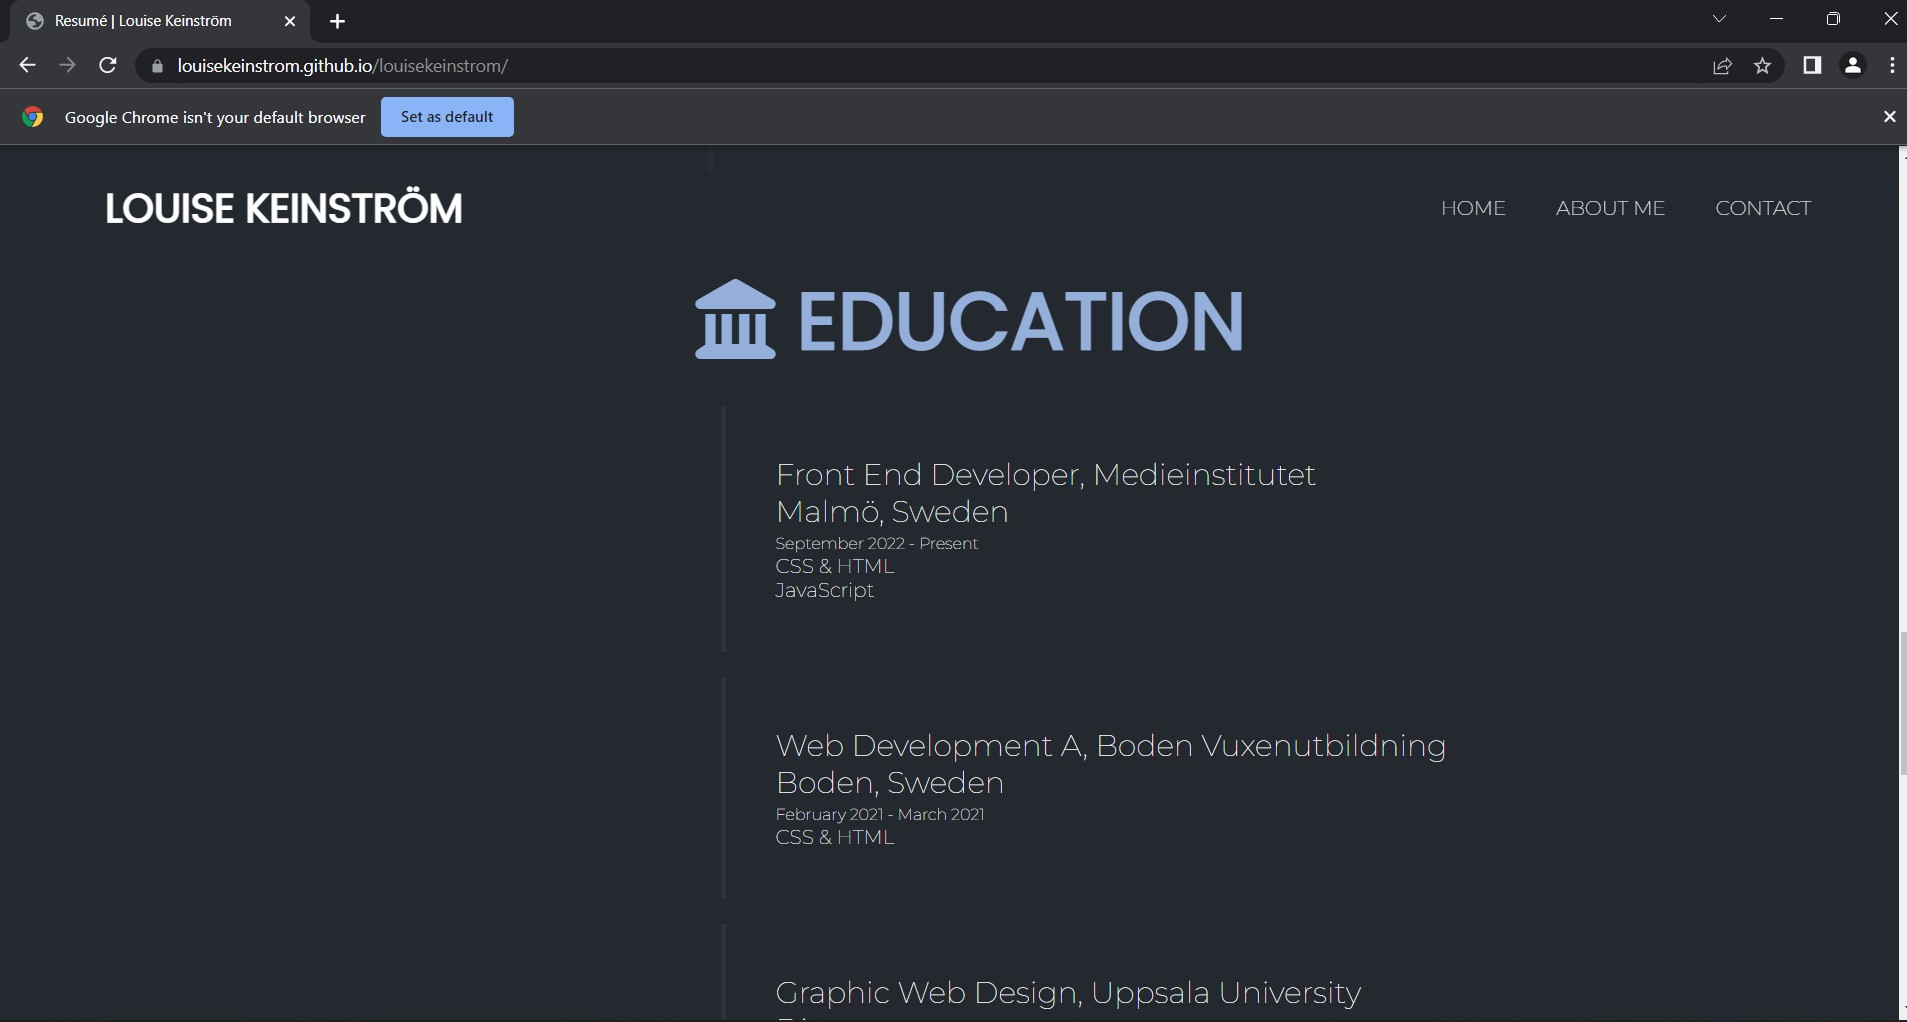 Resumé | Louise Keinström
louisekeinstrom.github.io/louisekeinstrom/
Google Chrome isn't your default browser
Set as default
LOUISE KEINSTRÖM
HOME
ABOUT ME
CONTACT
EDUCATION
Front End Developer, Medieinstitutet
Malmö, Sweden
September 2022 - Present
CSS & HTML
JavaScript
Web Development A, Boden Vuxenutbildning
Boden, Sweden
February 2021 - March 2021
CSS & HTML
Graphic Web Design, Uppsala University